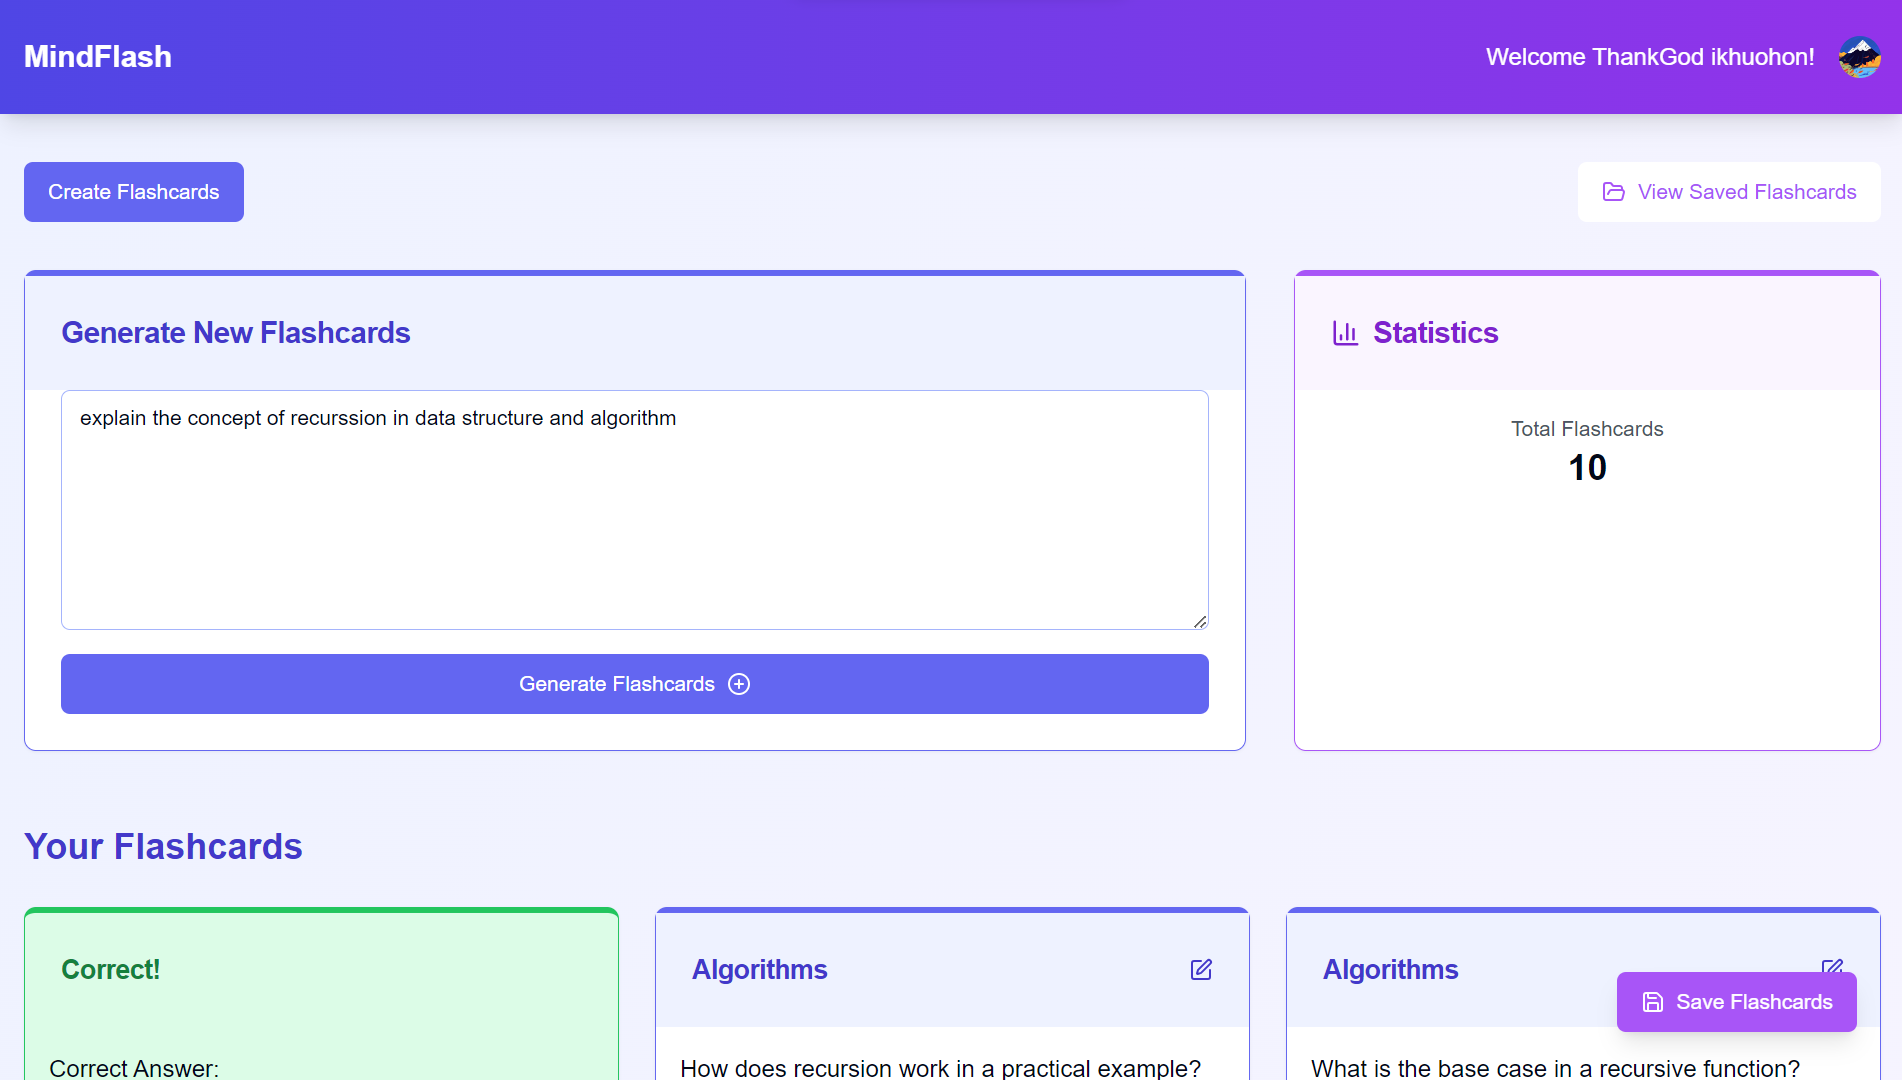 MindFlash
Welcome ThankGod ikhuohon!
Create Flashcards
View Saved Flashcards
Generate New Flashcards
explain the concept of recurssion in data structure and algorithm
Generate Flashcards
Statistics
Total Flashcards
10
Your Flashcards
Correct!
Correct Answer:
Algorithms
How does recursion work in a practical example?
Algorithms
Save Flashcards
What is the base case in a recursive function?